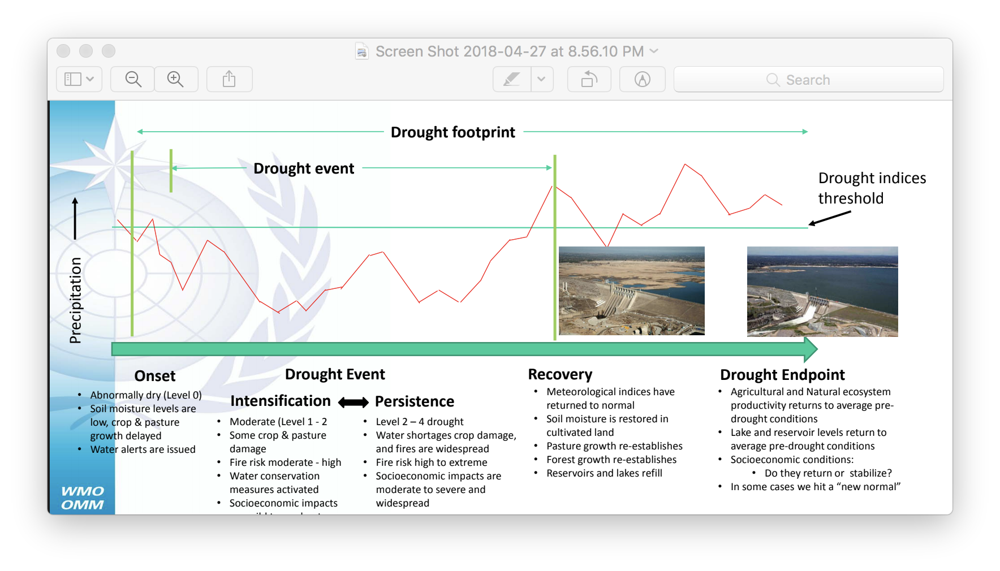 Screen Shot 2018-04-27 at 8.56.10 PM
Search
Drought footprint
Drought event
Drought indices
threshold
Precipitation
Onset
• Abnormally dry (Level 0)
• Soil moisture levels are
low, crop & pasture
growth delayed
• Water alerts are issued
Drought Event
Intensification
• Moderate (Level 1 - 2
• Some crop & pasture
damage
• Fire risk moderate - high
• Water conservation
measures activated
• Socioeconomic impacts
Persistence
• Level 2 – 4 drought
• Water shortages crop damage,
and fires are widespread
• Fire risk high to extreme
• Socioeconomic impacts are
moderate to severe and
widespread
Recovery
• Meteorological indices have
returned to normal
• Soil moisture is restored in
cultivated land
• Pasture growth re-establishes
• Forest growth re-establishes
• Reservoirs and lakes refill
Drought Endpoint
• Agricultural and Natural ecosystem
productivity returns to average pre-
drought conditions
• Lake and reservoir levels return to
average pre-drought conditions
• Socioeconomic conditions:
• Do they return or stabilize?
• In some cases we hit a “new normal”
WMO
OMM